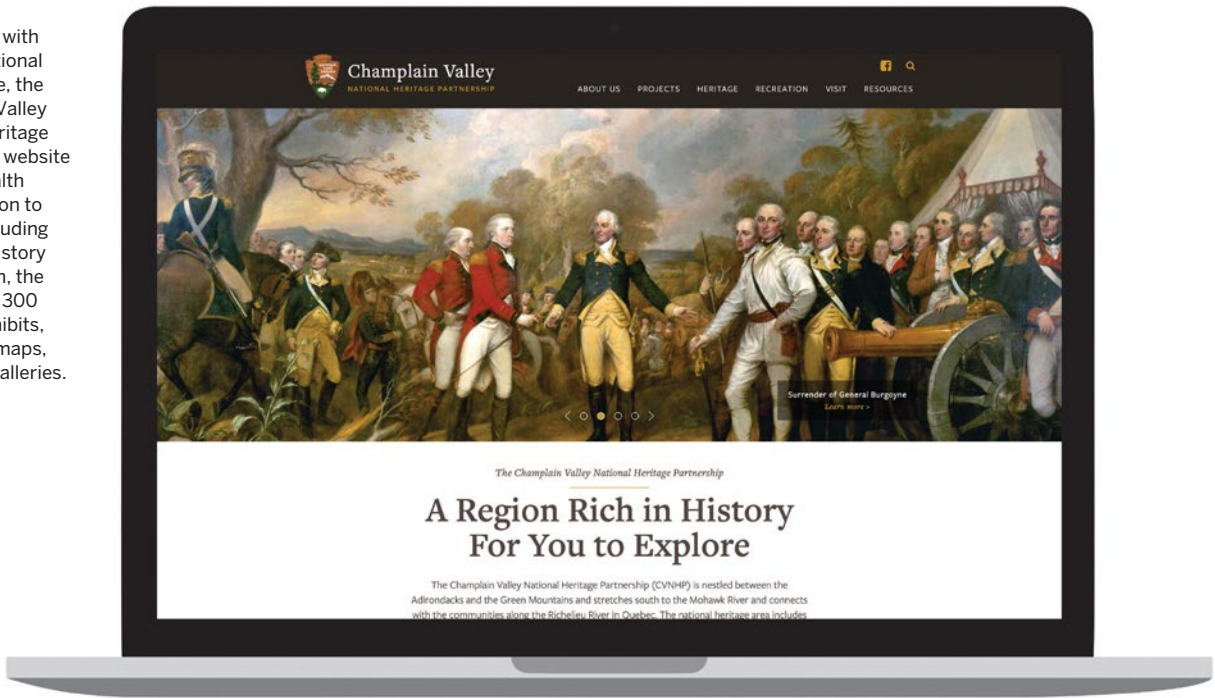 with
tional
e, the
Valley
ritage
website
alth
on to
uding
story
n, the
300
hibits,
maps,
alleries.
Champlain Valley
NATIONAL HERITAGE PARTNERSHIP
ABOUT US PROJECTS HERITAGE RECREATION VISIT RESOURCES
Surrender of General Burgoyne
Learn more >
The Champlain Valley National Heritage Partnership
A Region Rich in History
For You to Explore
The Champlain Valley National Heritage Partnership (CVNHP) is nestled between the
Adirondacks and the Green Mountains and stretches south to the Mohawk River and connects
with the communities along the Richelieu River in Quebec. The national heritage area includes